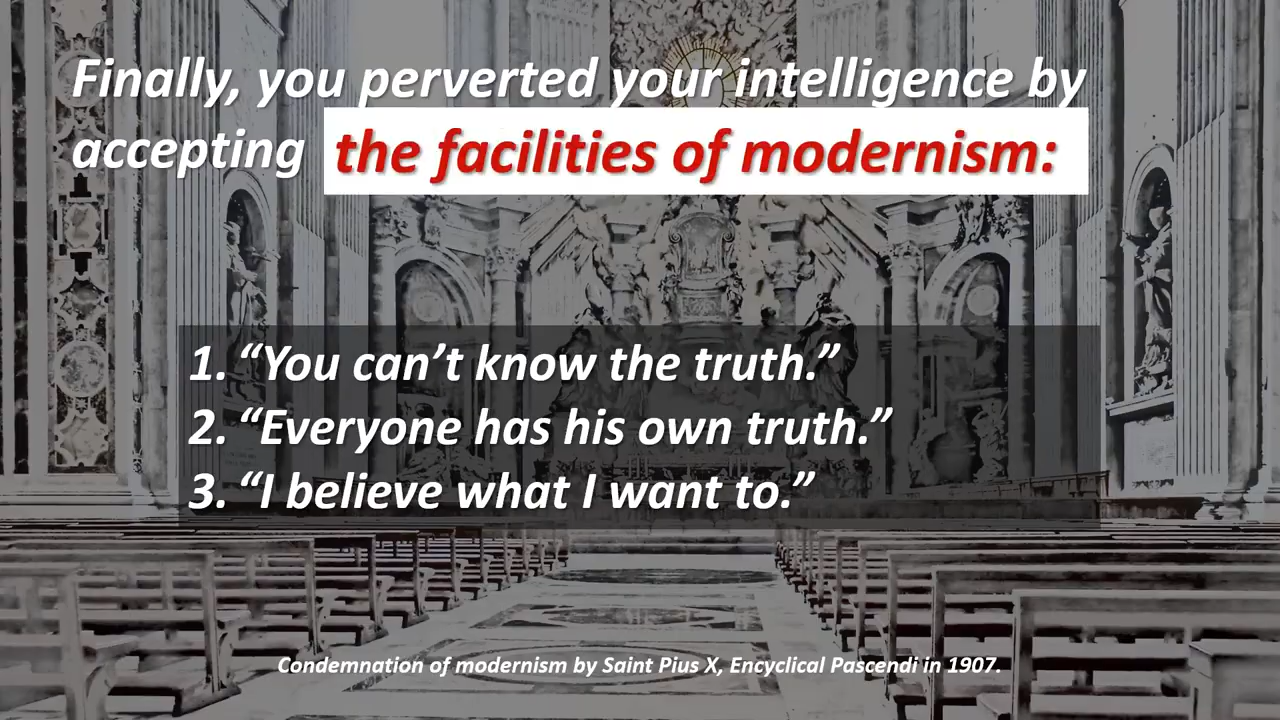 Finally, you perverted your intelligence by
accepting the facilities of modernism:
1. “You can’t know the truth.”
2. “Everyone has his own truth.”
3. “I believe what I want to.”
Condemnation of modernism by Saint Pius X, Encyclical Pascendi in 1907.